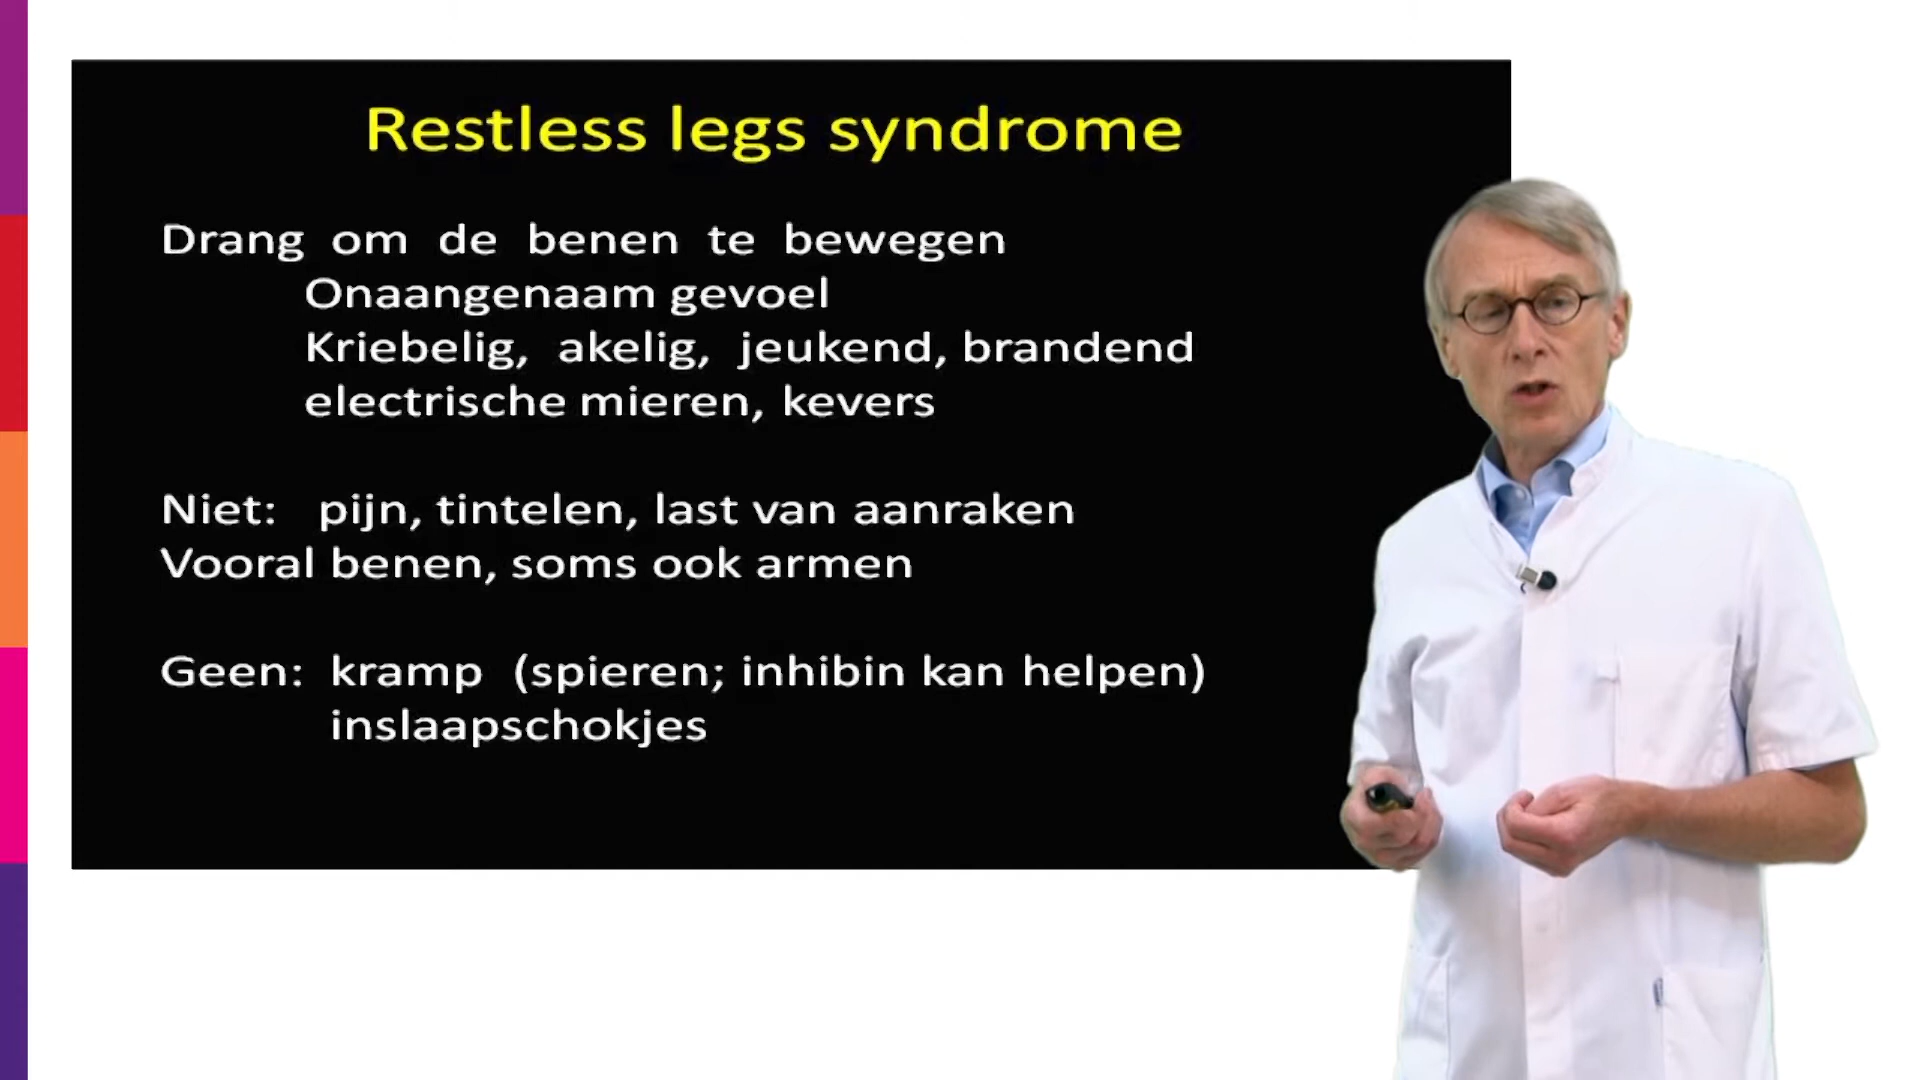 Restless legs syndrome
Drang om de benen te bewegen
Onaangenaam gevoel
Kriebelig, akelig, jeukend, brandend
electrische mieren, kevers
Niet: pijn, tintelen, last van aanraken
Vooral benen, soms ook armen
Geen: kramp (spieren; inhibin kan helpen)
inslaapschokjes